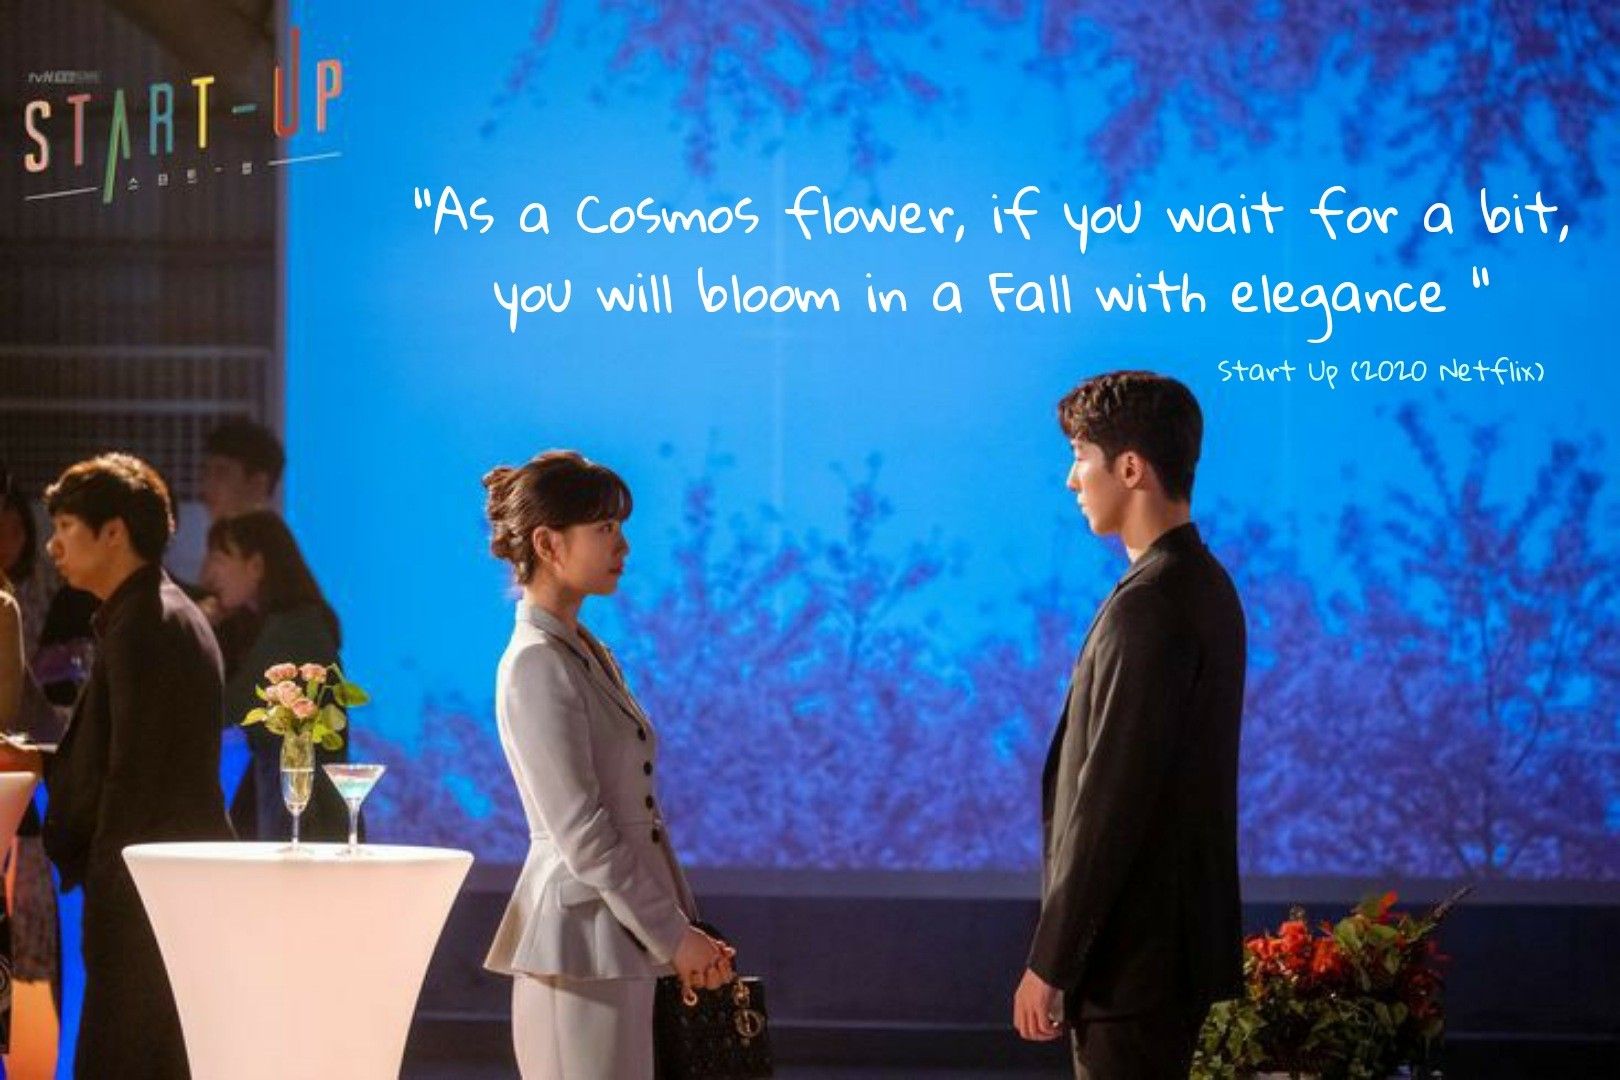 tvN
START-UP
스타트-업
"As a Cosmos flower, if you wait for a bit,
you will bloom in a Fall with elegance "
Start Up (2020 Netflix)